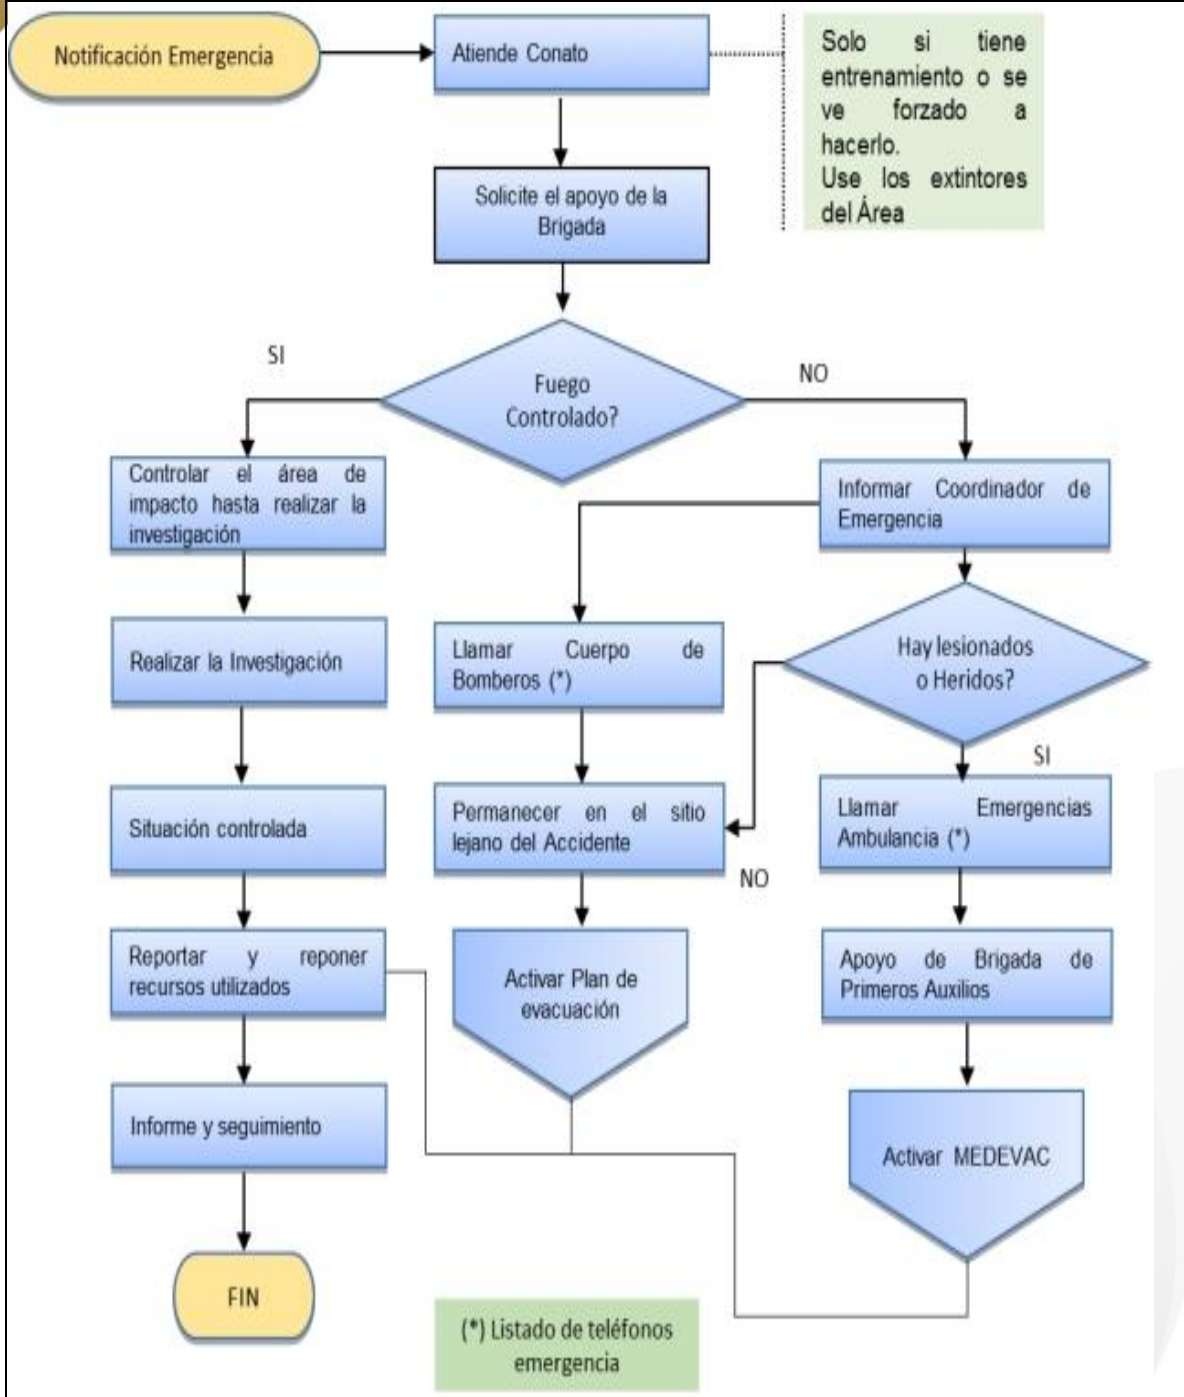 Notificación Emergencia
Atiende Conato
Solo si tiene
entrenamiento o se
ve forzado a
hacerlo.
Use los extintores
del Área
Solicite el apoyo de la
Brigada
SI
Fuego
Controlado?
NO
Controlar el área de
impacto hasta realizar la
investigación
Informar Coordinador de
Emergencia
Realizar la Investigación
Llamar Cuerpo de
Bomberos (*)
Hay lesionados
o Heridos?
SI
Situación controlada
Permanecer en el sitio
lejano del Accidente
NO
Llamar Emergencias
Ambulancia (*)
Reportar y reponer
recursos utilizados
Activar Plan de
evacuación
Apoyo de Brigada de
Primeros Auxilios
Informe y seguimiento
Activar MEDEVAC
FIN
(*) Listado de teléfonos
emergencia